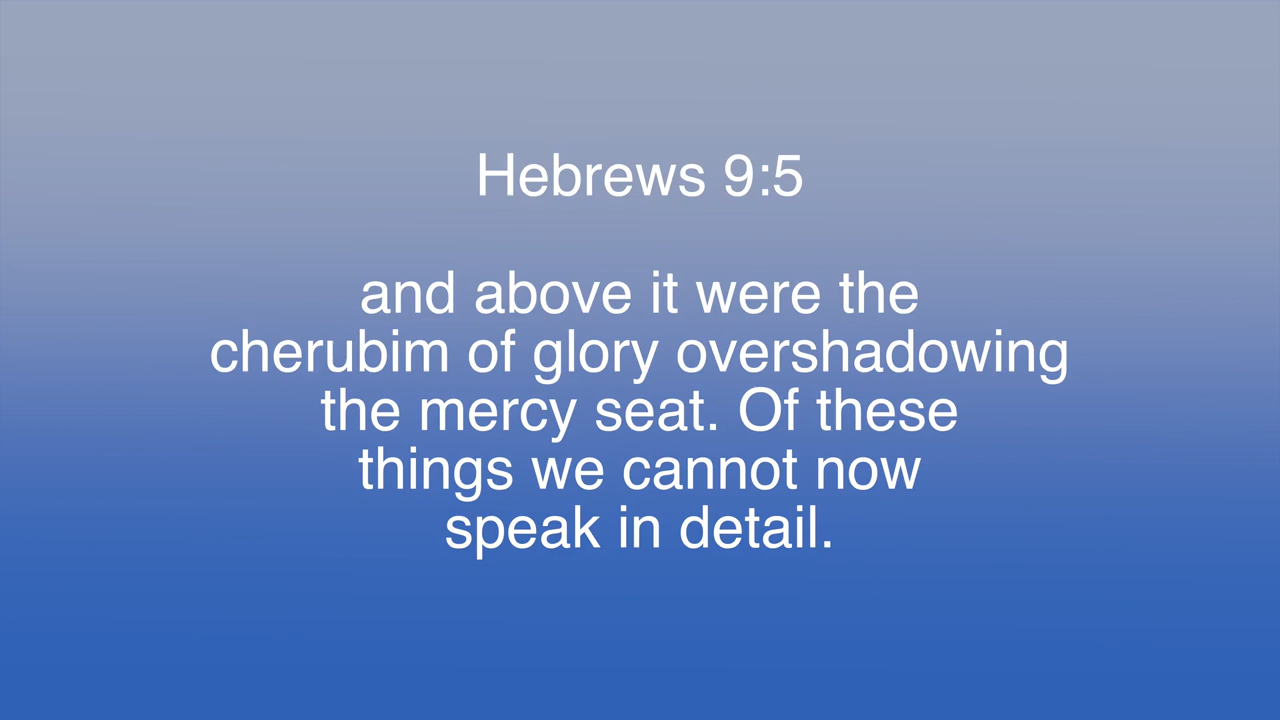 Hebrews 9:5
and above it were the
cherubim of glory overshadowing
the mercy seat. Of these
things we cannot now
speak in detail.